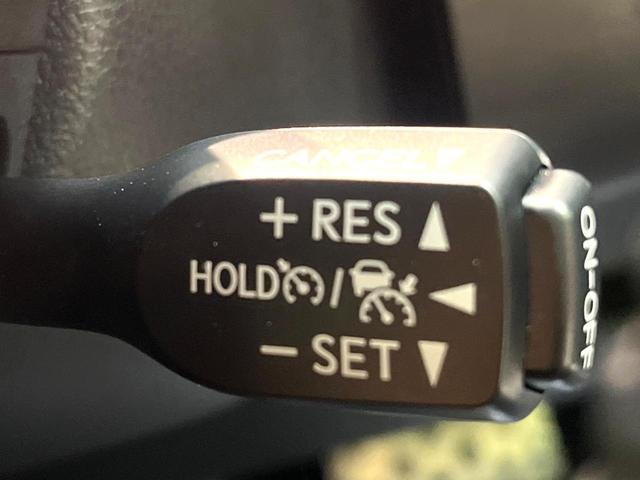 CANCEL ▼
+ RES ▲
HOLD / ◀
− SET ▼
ON-OFF